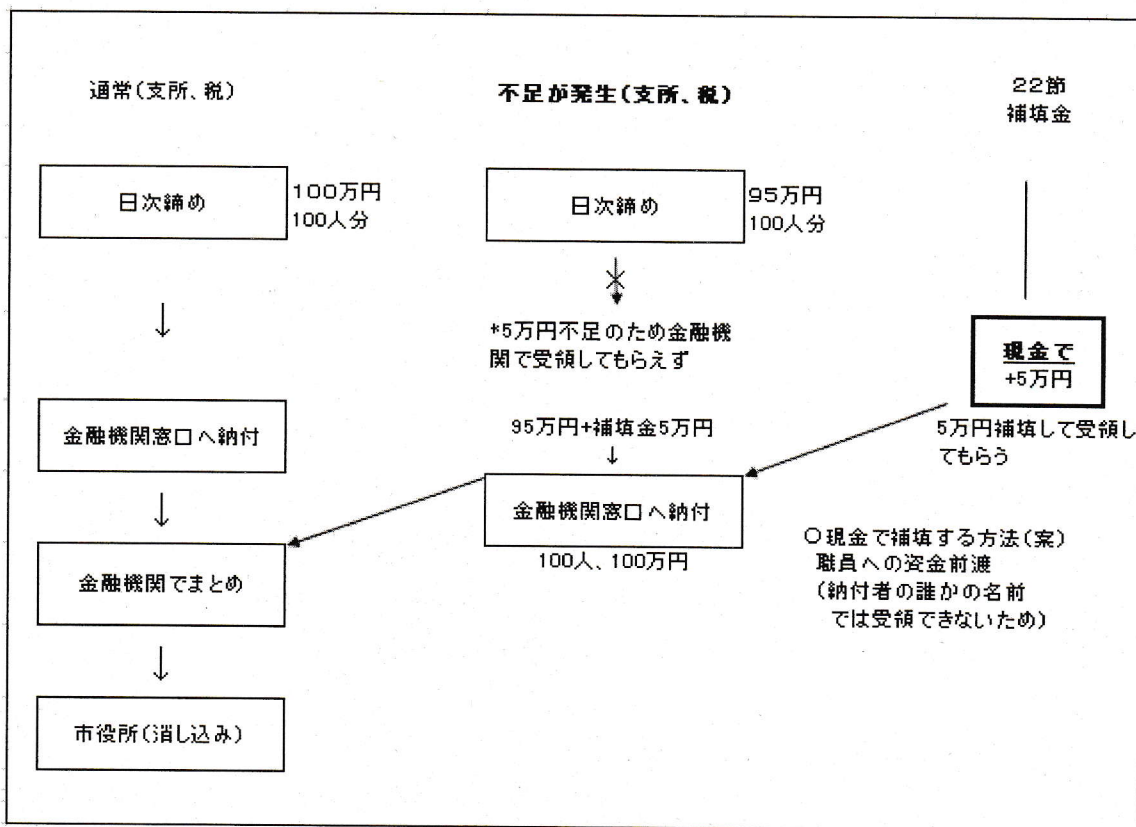 通常(支所、税)
日次締め
100万円
100人分
↓
金融機関窓口へ納付
↓
金融機関でまとめ
↓
市役所(消し込み)
不足が発生(支所、税)
日次締め
95万円
100人分
*5万円不足のため金融機
関で受領してもらえず
95万円+補填金5万円
↓
金融機関窓口へ納付
100人、100万円
22節
補填金
現金で
+5万円
5万円補填して受領し
てもらう
○現金で補填する方法(案)
職員への資金前渡
(納付者の誰かの名前
では受領できないため)